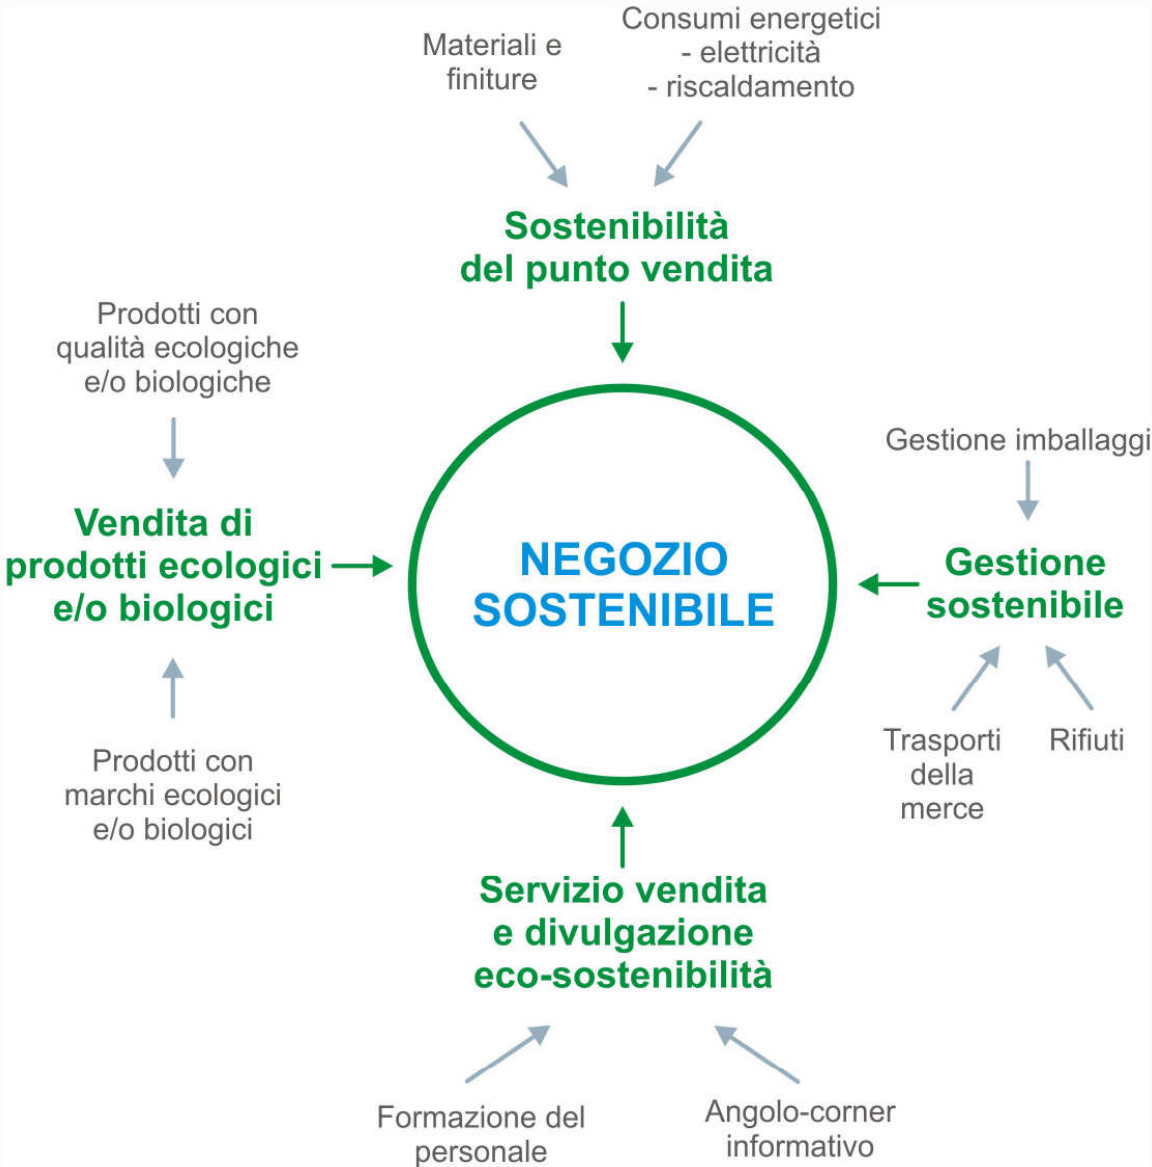 Materiali e
finiture
Consumi energetici
- elettricità
- riscaldamento
Sostenibilità
del punto vendita
Prodotti con
qualità ecologiche
e/o biologiche
Vendita di
prodotti ecologici
e/o biologici
Prodotti con
marchi ecologici
e/o biologici
NEGOZIO
SOSTENIBILE
Gestione imballaggi
Gestione
sostenibile
Trasporti
della
merce
Rifiuti
Servizio vendita
e divulgazione
eco-sostenibilità
Formazione del
personale
Angolo-corner
informativo